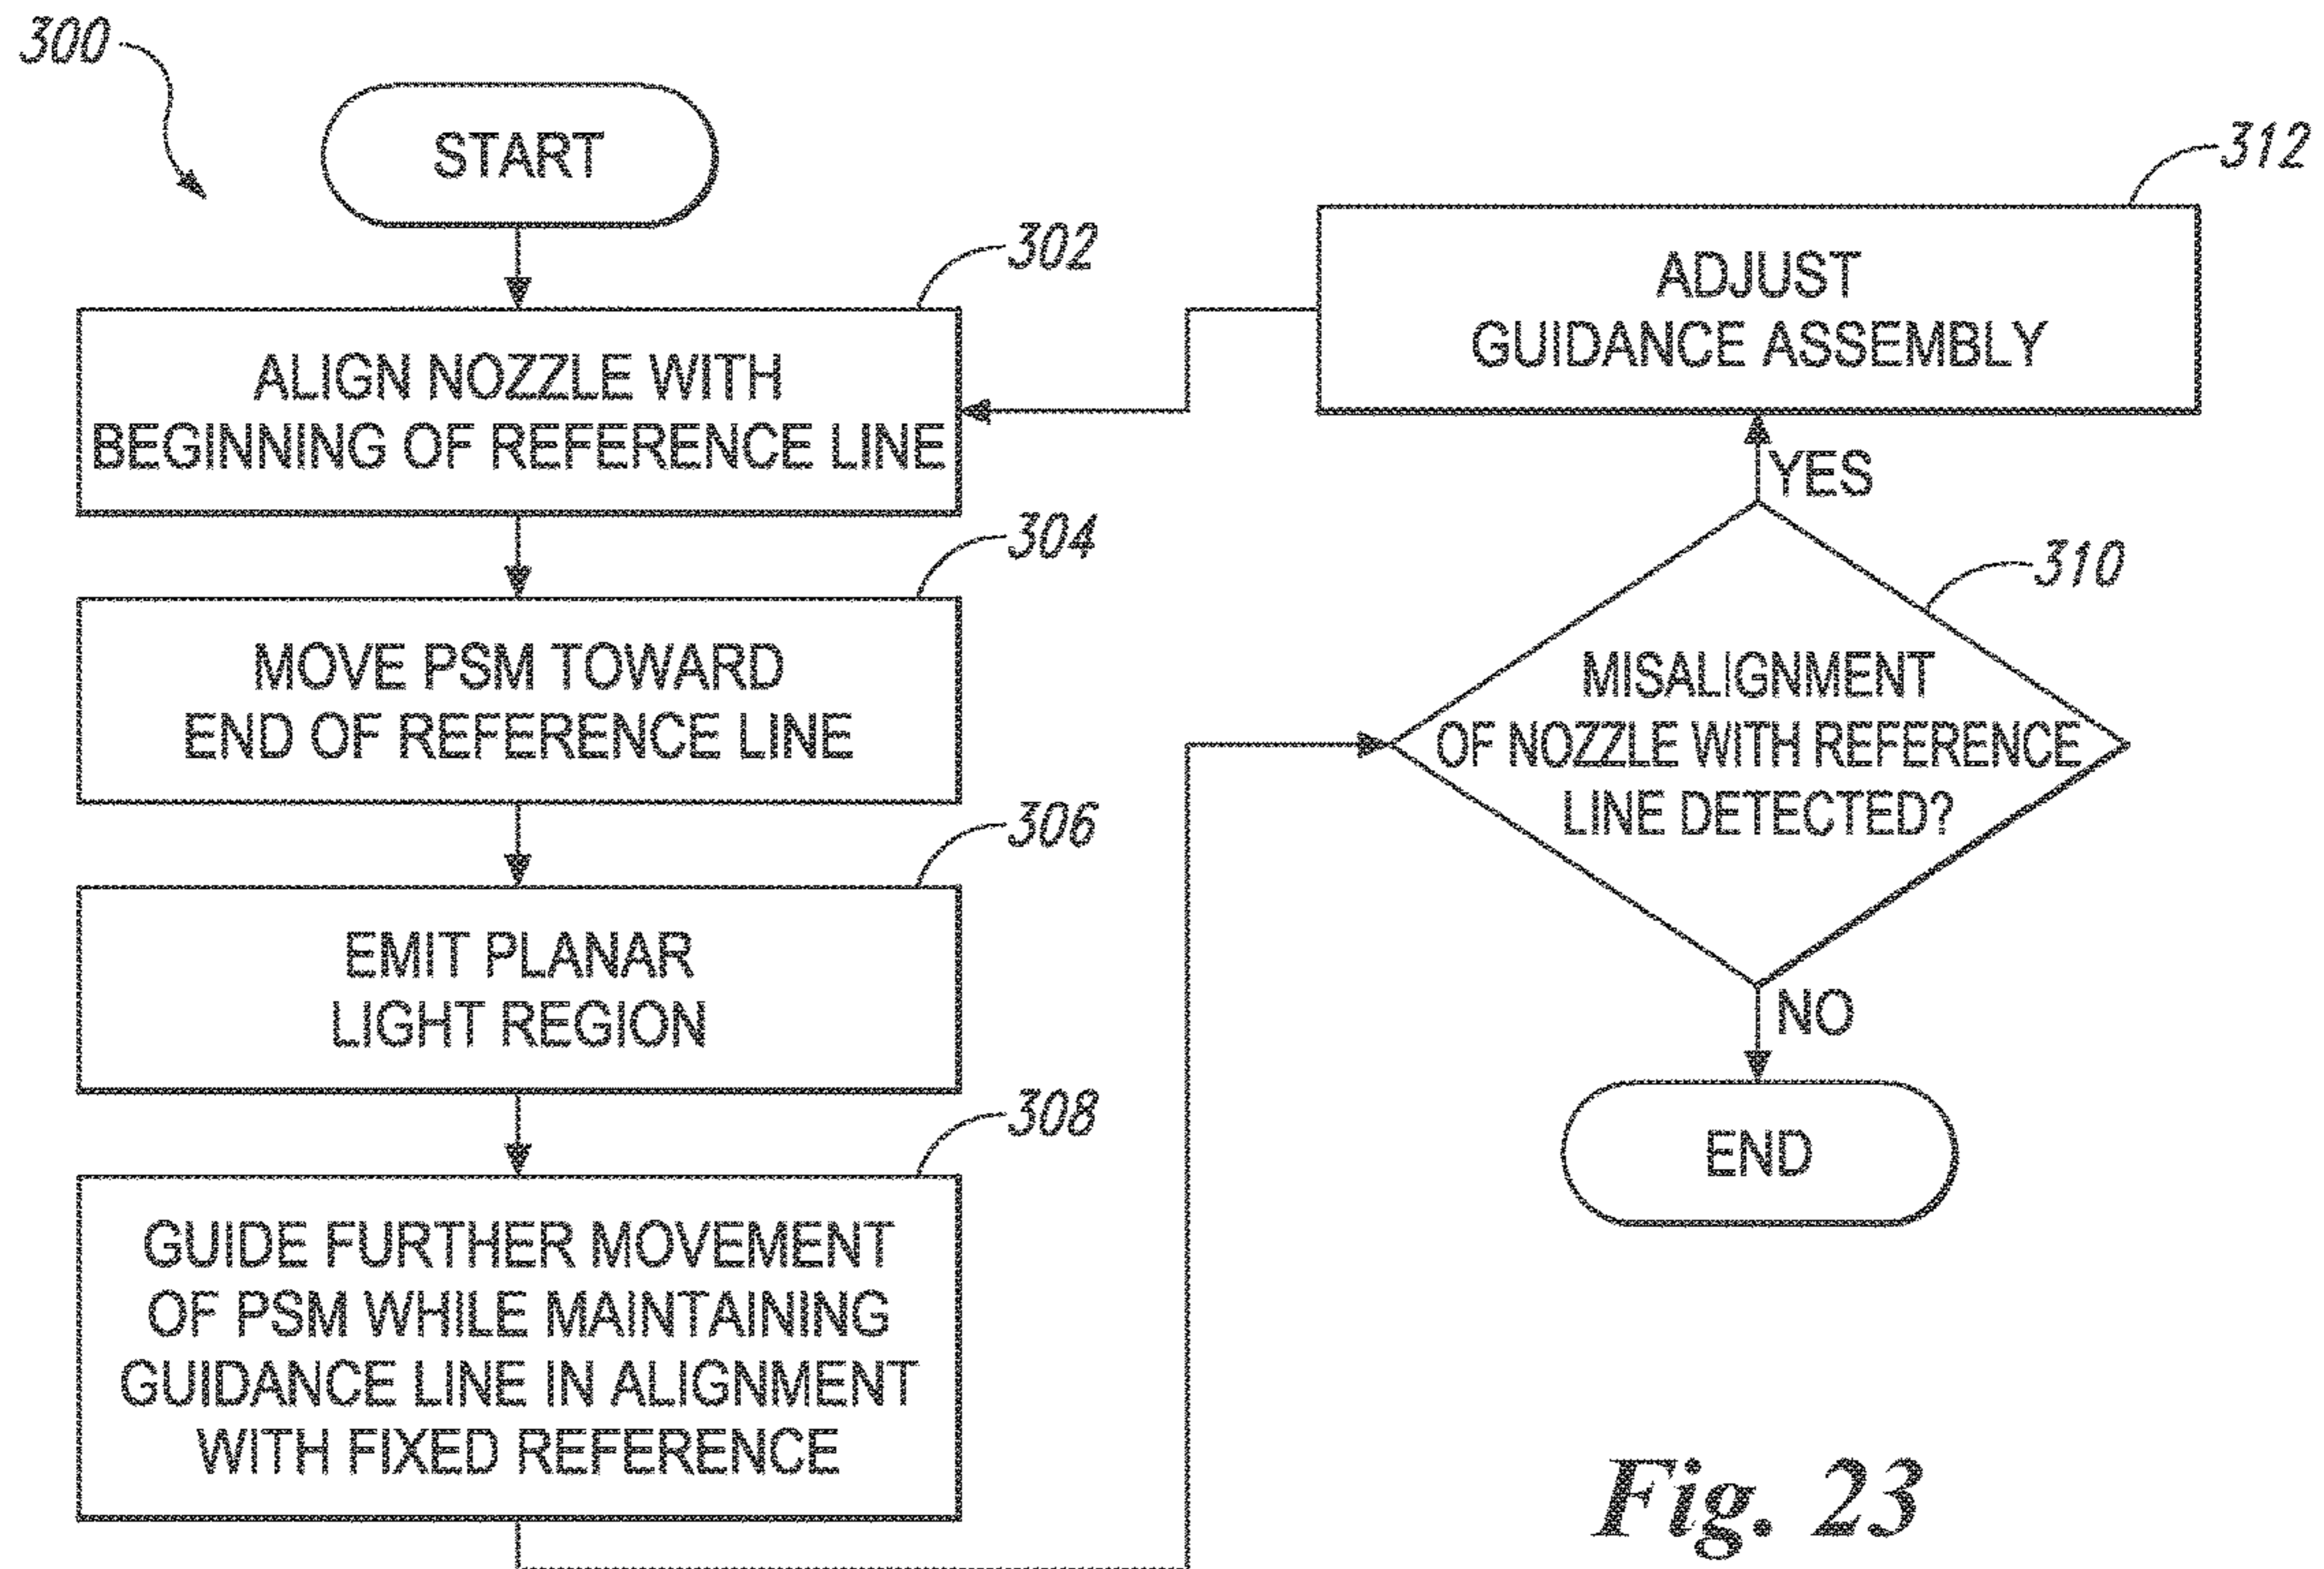 300
START
302
ALIGN NOZZLE WITH
BEGINNING OF REFERENCE LINE
304
MOVE PSM TOWARD
END OF REFERENCE LINE
306
EMIT PLANAR
LIGHT REGION
308
GUIDE FURTHER MOVEMENT
OF PSM WHILE MAINTAINING
GUIDANCE LINE IN ALIGNMENT
WITH FIXED REFERENCE
310
MISALIGNMENT
OF NOZZLE WITH REFERENCE
LINE DETECTED?
YES
312
ADJUST
GUIDANCE ASSEMBLY
NO
END
Fig. 23